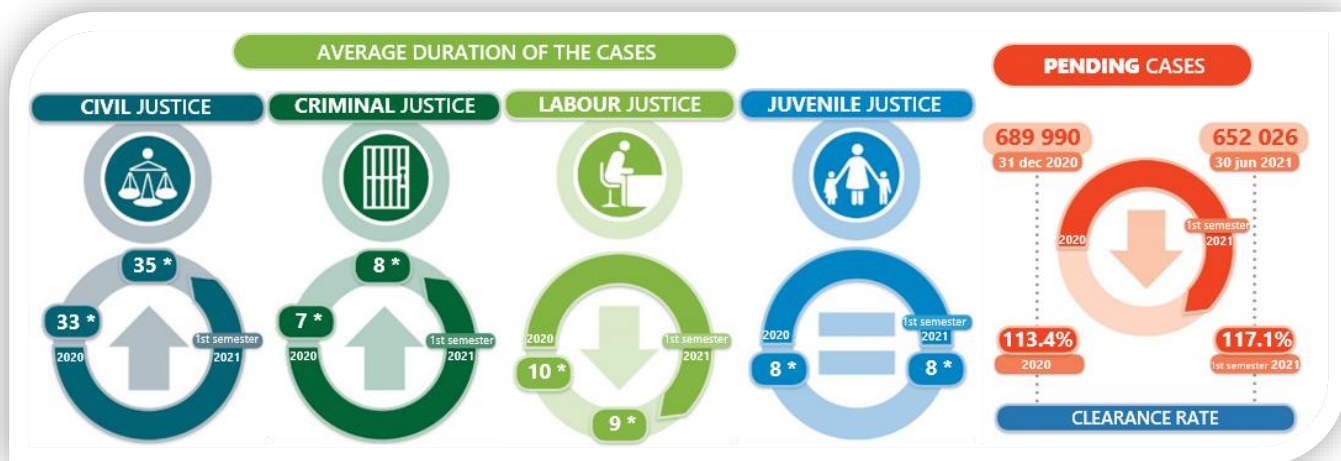 AVERAGE DURATION OF THE CASES
CIVIL JUSTICE
33 *
2020
35 *
1st semester
2021
CRIMINAL JUSTICE
7 *
2020
8 *
1st semester
2021
LABOUR JUSTICE
2020
10 *
1st semester
2021
9 *
JUVENILE JUSTICE
2020
8 *
1st semester
2021
8 *
PENDING CASES
689 990
31 dec 2020
652 026
30 jun 2021
2020
1st semester
2021
113.4%
2020
117.1%
1st semester 2021
CLEARANCE RATE